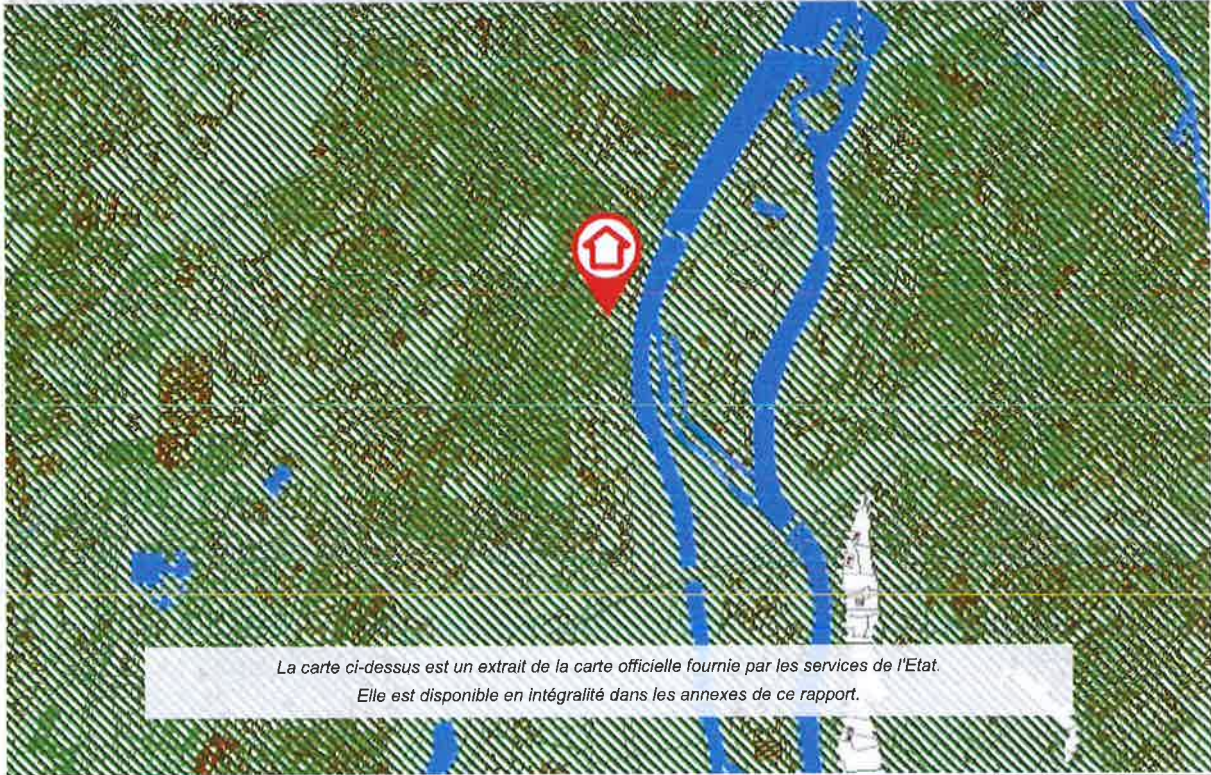 La carte ci-dessus est un extrait de la carte officielle fournie par les services de l'Etat.
Elle est disponible en intégralité dans les annexes de ce rapport.